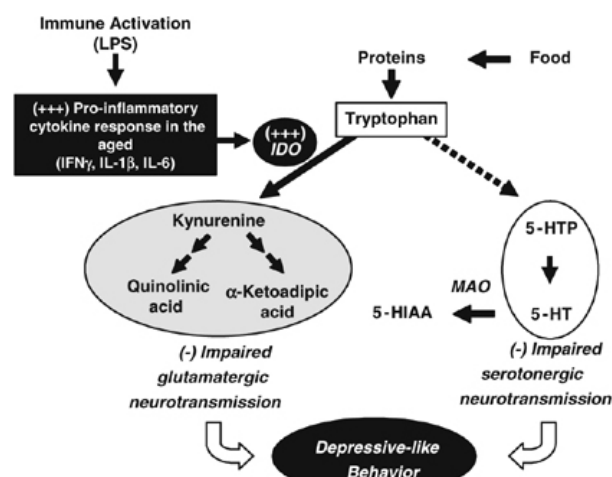 Immune Activation
(LPS)
Proteins
Food
(+++) Pro-inflammatory
cytokine response in the
aged
(IFNγ, IL-1β, IL-6)
(+++)
IDO
Tryptophan
Kynurenine
Quinolinic
acid
α-Ketoadipic
acid
5-HTP
MAO
5-HIAA
5-HT
(-) Impaired
glutamatergic
neurotransmission
(-) Impaired
serotonergic
neurotransmission
Depressive-like
Behavior